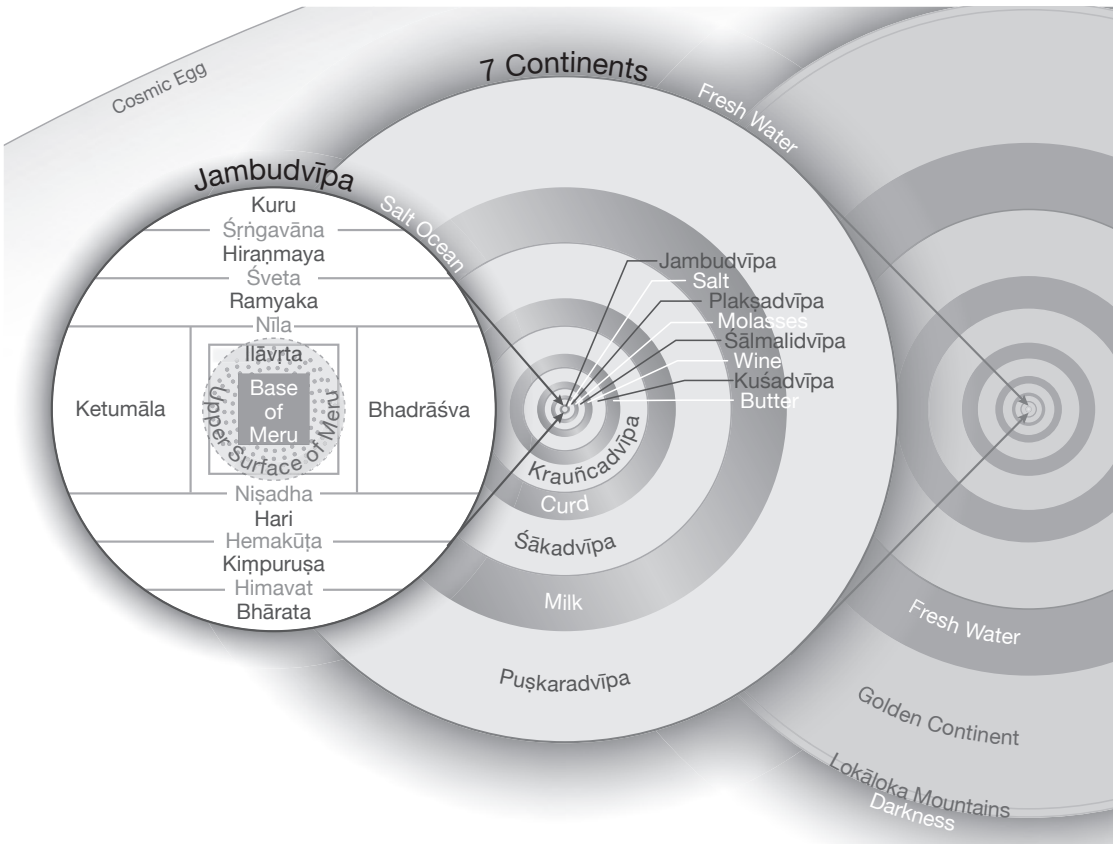 Cosmic Egg
7 Continents
Fresh Water
Jambudvīpa
Salt Ocean
Kuru
Śṛṅgavāna
Hiraṇmaya
Śveta
Ramyaka
Nīla
Ilāvṛta
Base
of
Meru
Upper Surface of Meru
Ketumāla
Bhadrāśva
Niṣadha
Hari
Hemakūṭa
Kiṃpuruṣa
Himavat
Bhārata
Jambudvīpa
Salt
Plakṣadvīpa
Molasses
Śālmalidvīpa
Wine
Kuśadvīpa
Butter
Krauñcadvīpa
Curd
Śākadvīpa
Milk
Puṣkaradvīpa
Fresh Water
Golden Continent
Lokāloka Mountains
Darkness